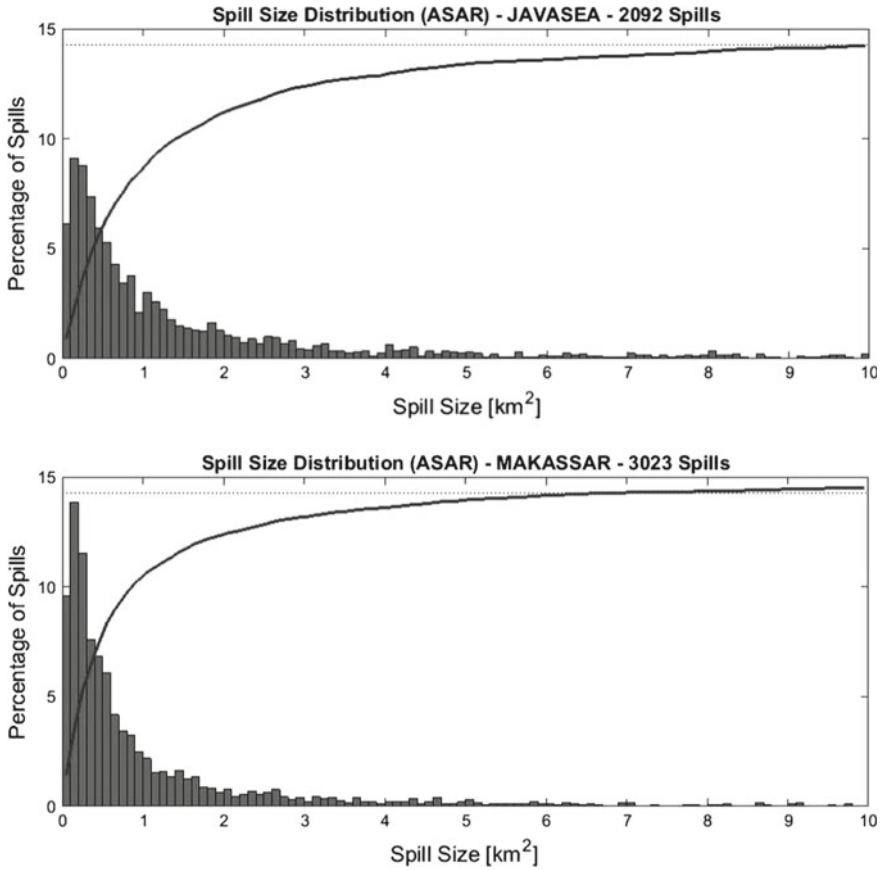 Spill Size Distribution (ASAR) - JAVASEA - 2092 Spills
15
10
5
0
Percentage of Spills
0 1 2 3 4 5 6 7 8 9 10
Spill Size [km²]
Spill Size Distribution (ASAR) - MAKASSAR - 3023 Spills
15
10
5
0
Percentage of Spills
0 1 2 3 4 5 6 7 8 9 10
Spill Size [km²]